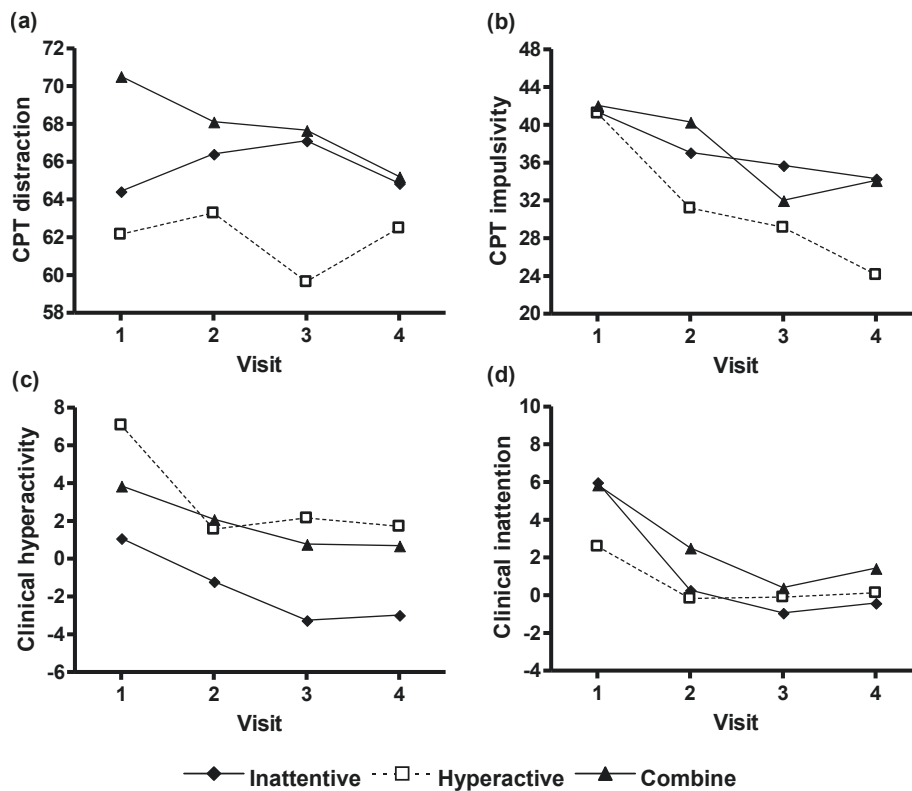 (a)
CPT distraction
72
70
68
66
64
62
60
58
1 2 3 4
Visit
(b)
CPT impulsivity
48
44
40
36
32
28
24
20
1 2 3 4
Visit
(c)
Clinical hyperactivity
8
6
4
2
0
-2
-4
-6
1 2 3 4
Visit
(d)
Clinical inattention
10
8
6
4
2
0
-2
-4
1 2 3 4
Visit
Inattentive Hyperactive Combine